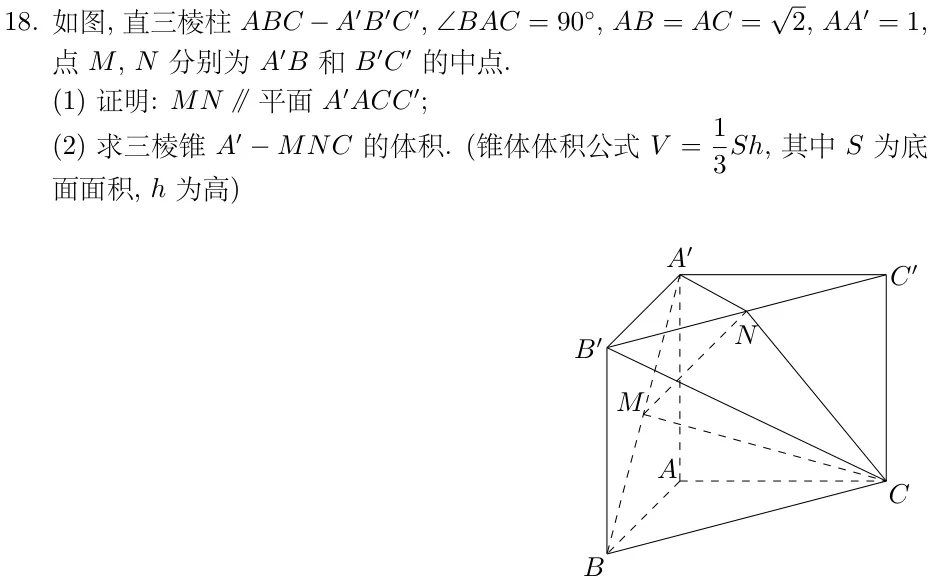 18. 如图, 直三棱柱 ABC − A′B′C′, ∠BAC = 90°, AB = AC = √2, AA′ = 1,
点 M, N 分别为 A′B 和 B′C′ 的中点.
(1) 证明: MN ∥ 平面 A′ACC′;
(2) 求三棱锥 A′ − MNC 的体积. (锥体体积公式 V = 1/3 Sh, 其中 S 为底
面面积, h 为高)
A′
C′
N
B′
M
A
C
B